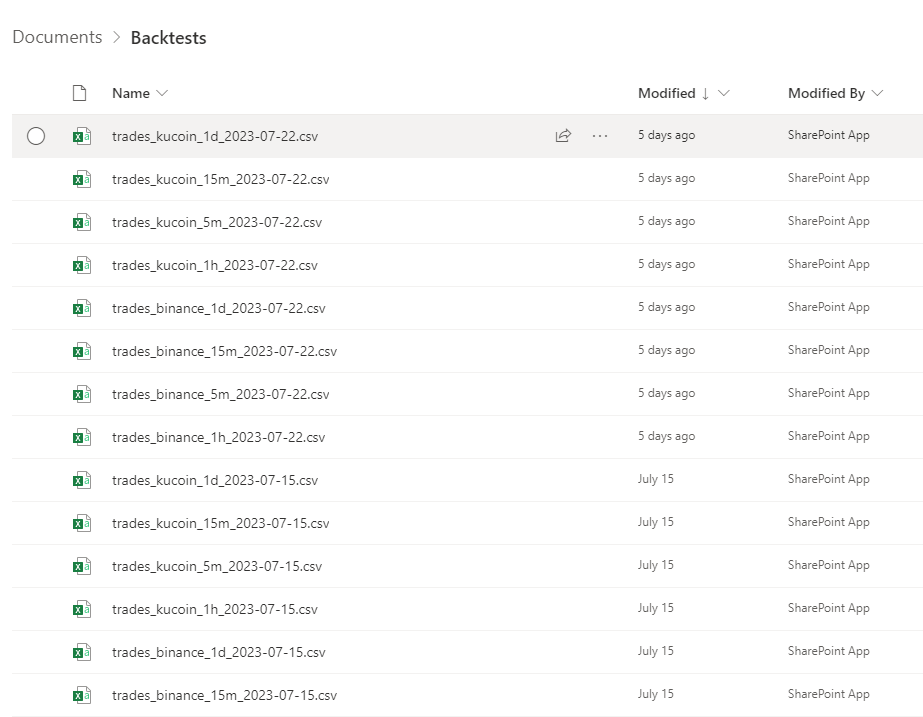 Documents > Backtests
Name Modified ↓ Modified By
trades_kucoin_1d_2023-07-22.csv ... 5 days ago SharePoint App
trades_kucoin_15m_2023-07-22.csv 5 days ago SharePoint App
trades_kucoin_5m_2023-07-22.csv 5 days ago SharePoint App
trades_kucoin_1h_2023-07-22.csv 5 days ago SharePoint App
trades_binance_1d_2023-07-22.csv 5 days ago SharePoint App
trades_binance_15m_2023-07-22.csv 5 days ago SharePoint App
trades_binance_5m_2023-07-22.csv 5 days ago SharePoint App
trades_binance_1h_2023-07-22.csv 5 days ago SharePoint App
trades_kucoin_1d_2023-07-15.csv July 15 SharePoint App
trades_kucoin_15m_2023-07-15.csv July 15 SharePoint App
trades_kucoin_5m_2023-07-15.csv July 15 SharePoint App
trades_kucoin_1h_2023-07-15.csv July 15 SharePoint App
trades_binance_1d_2023-07-15.csv July 15 SharePoint App
trades_binance_15m_2023-07-15.csv July 15 SharePoint App